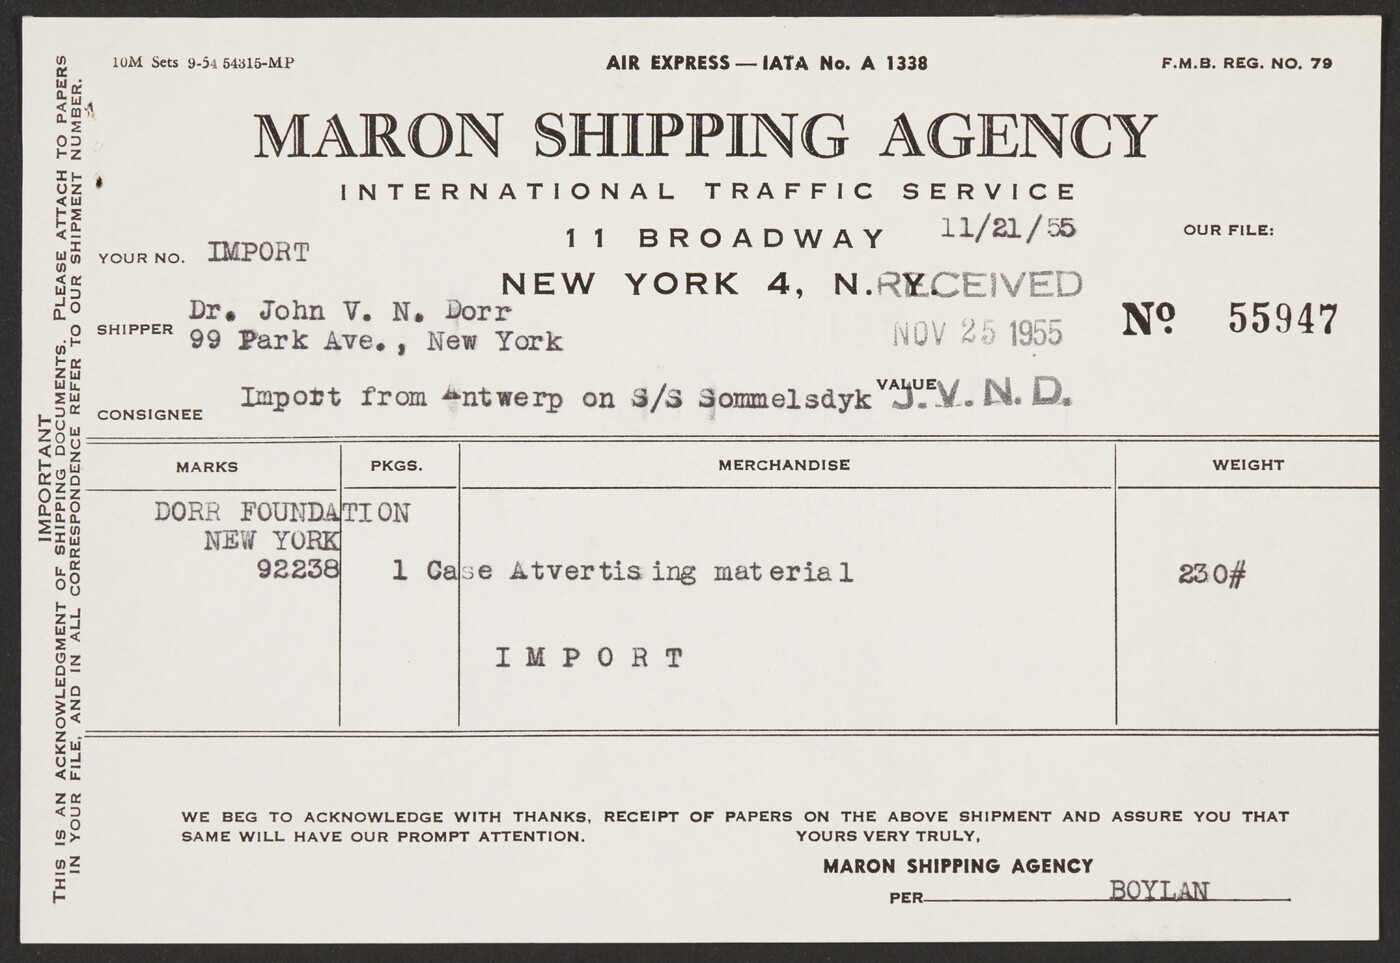 10M Sets 9-54 54315-MP
AIR EXPRESS — IATA No. A 1338
F.M.B. REG. NO. 79
MARON SHIPPING AGENCY
INTERNATIONAL TRAFFIC SERVICE
11 BROADWAY
11/21/55
OUR FILE:
YOUR NO. IMPORT
NEW YORK 4, N. Y.
RECEIVED
NOV 25 1955
J.V.N.D.
Nº 55947
SHIPPER Dr. John V. N. Dorr
99 Park Ave., New York
CONSIGNEE Import from Antwerp on S/S Sommelsdyk
VALUE
MARKS PKGS. MERCHANDISE WEIGHT
DORR FOUNDATION
NEW YORK
92238 1 Case Atvertising material 230#
I M P O R T
WE BEG TO ACKNOWLEDGE WITH THANKS, RECEIPT OF PAPERS ON THE ABOVE SHIPMENT AND ASSURE YOU THAT
SAME WILL HAVE OUR PROMPT ATTENTION. YOURS VERY TRULY,
MARON SHIPPING AGENCY
PER BOYLAN
IMPORTANT
THIS IS AN ACKNOWLEDGMENT OF SHIPPING DOCUMENTS. PLEASE ATTACH TO PAPERS
IN YOUR FILE, AND IN ALL CORRESPONDENCE REFER TO OUR SHIPMENT NUMBER.